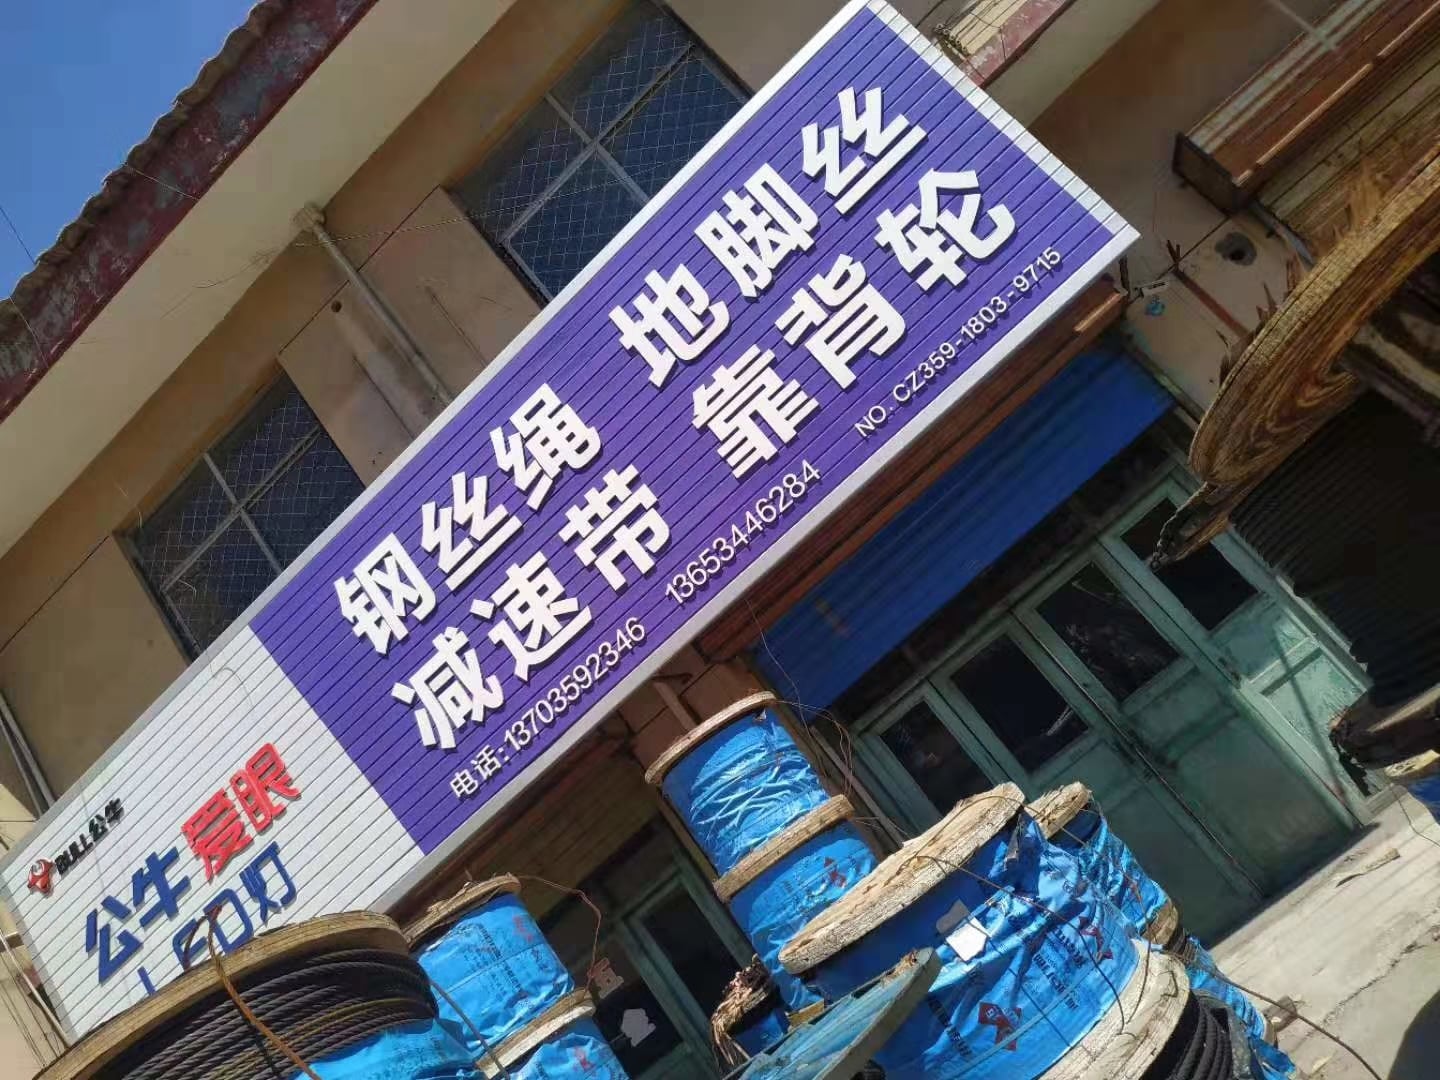 BULL公牛
公牛爱眼
LED灯
钢丝绳 地脚丝
减速带 靠背轮
电话:13703592346 13653446284
NO. CZ359-1803-9715